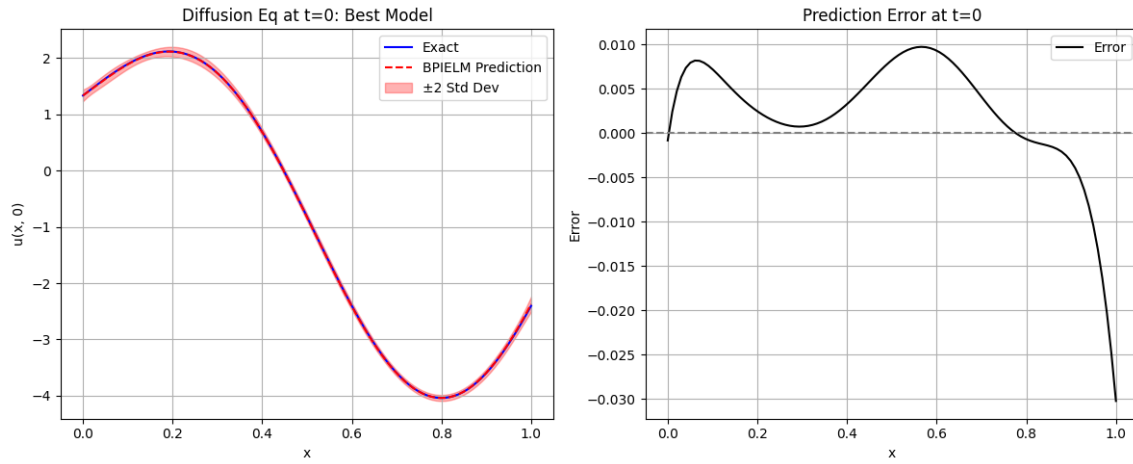 Diffusion Eq at t=0: Best Model
Exact
BPIELM Prediction
±2 Std Dev
u(x, 0)
2
1
0
−1
−2
−3
−4
0.0 0.2 0.4 0.6 0.8 1.0
x
Prediction Error at t=0
Error
Error
0.010
0.005
0.000
−0.005
−0.010
−0.015
−0.020
−0.025
−0.030
0.0 0.2 0.4 0.6 0.8 1.0
x